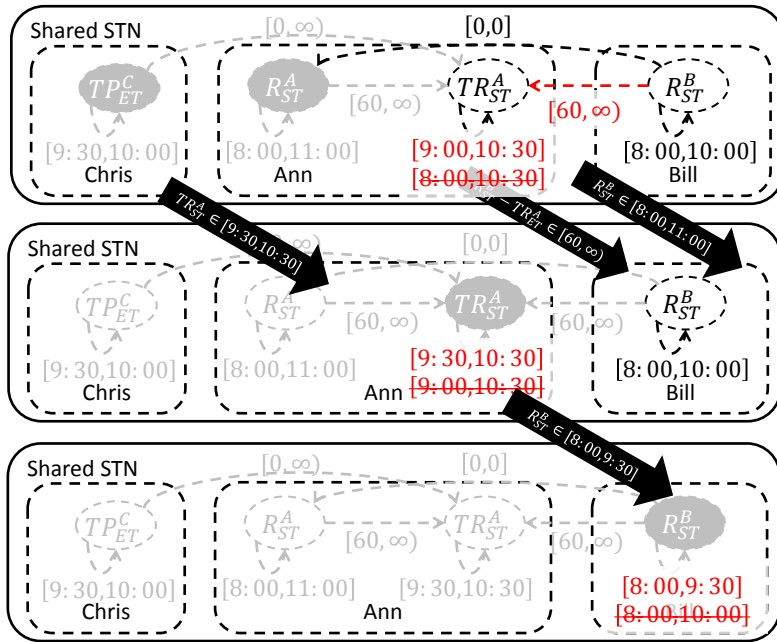 Shared STN
[0, ∞)
[0,0]
TP^C_ET
R^A_ST
TR^A_ST
R^B_ST
[60, ∞)
[60, ∞)
[9: 30,10: 00]
[8: 00,11: 00]
[9: 00,10: 30]
[8: 00,10: 30]
[8: 00,10: 00]
Chris
Ann
Bill
TR^A_ST ∈ [9:30,10:30]
− TR^A_ET ∈ [60,∞)
R^B_ST ∈ [8:00,11:00]
Shared STN
[0, ∞)
[0,0]
TP^C_ET
R^A_ST
TR^A_ST
R^B_ST
[60, ∞)
[60, ∞)
[9: 30,10: 00]
[8: 00,11: 00]
[9: 30,10: 30]
[9: 00,10: 30]
[8: 00,10: 00]
Chris
Ann
Bill
R^B_ST ∈ [8:00,9:30]
Shared STN
[0, ∞)
[0,0]
TP^C_ET
R^A_ST
TR^A_ST
R^B_ST
[60, ∞)
[60, ∞)
[9: 30,10: 00]
[8: 00,11: 00]
[9: 30,10: 30]
[8: 00,9: 30]
[8: 00,10: 00]
Chris
Ann
Bill